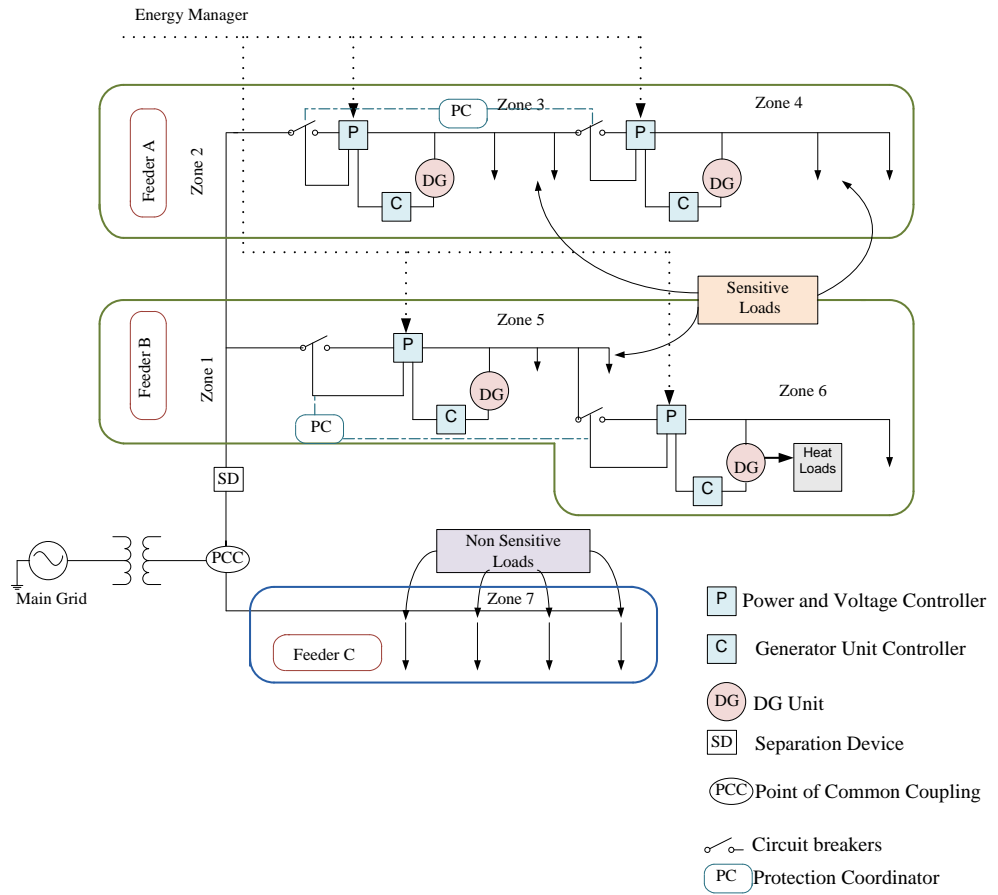 Energy Manager
Feeder A
Zone 2
PC
Zone 3
Zone 4
P
P
DG
DG
C
C
Sensitive
Loads
Feeder B
Zone 1
Zone 5
P
DG
C
PC
Zone 6
P
DG
C
Heat
Loads
SD
PCC
Main Grid
Non Sensitive
Loads
Zone 7
Feeder C
P Power and Voltage Controller
C Generator Unit Controller
DG DG Unit
SD Separation Device
PCC Point of Common Coupling
Circuit breakers
PC Protection Coordinator